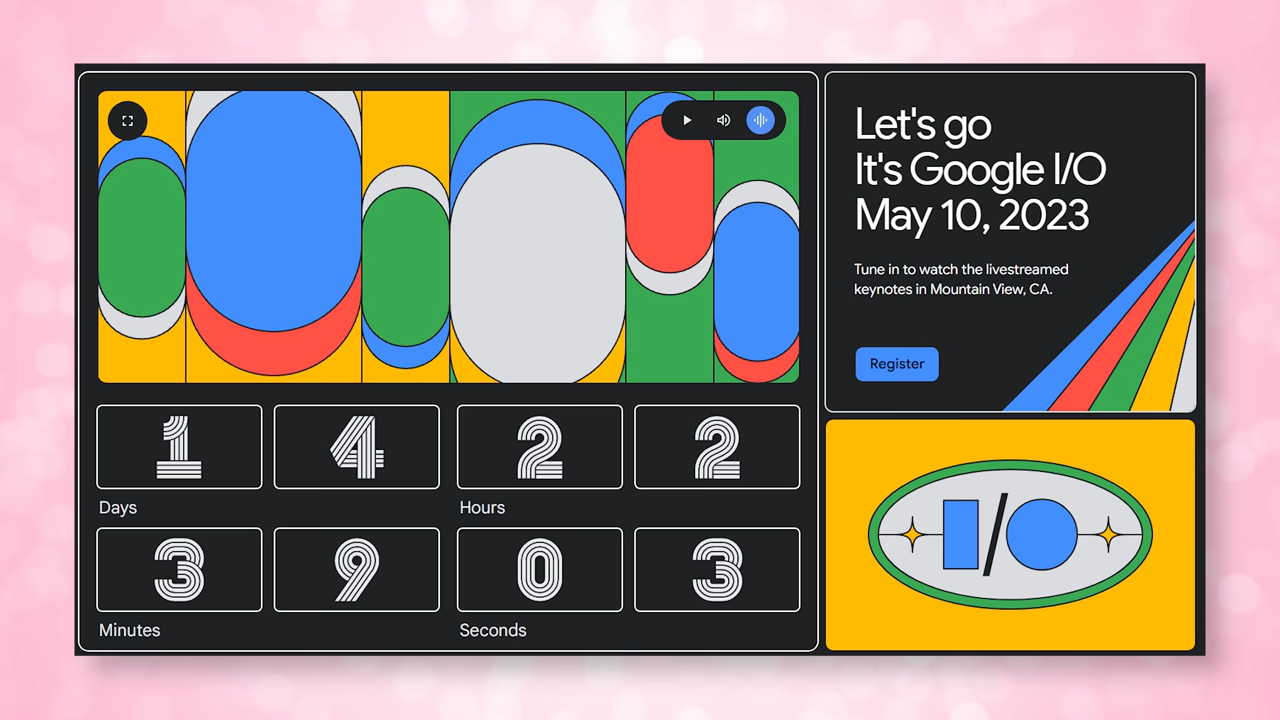 Let's go
It's Google I/O
May 10, 2023
Tune in to watch the livestreamed
keynotes in Mountain View, CA.
Register
1 4 2 2
Days Hours
3 9 0 3
Minutes Seconds
I/O